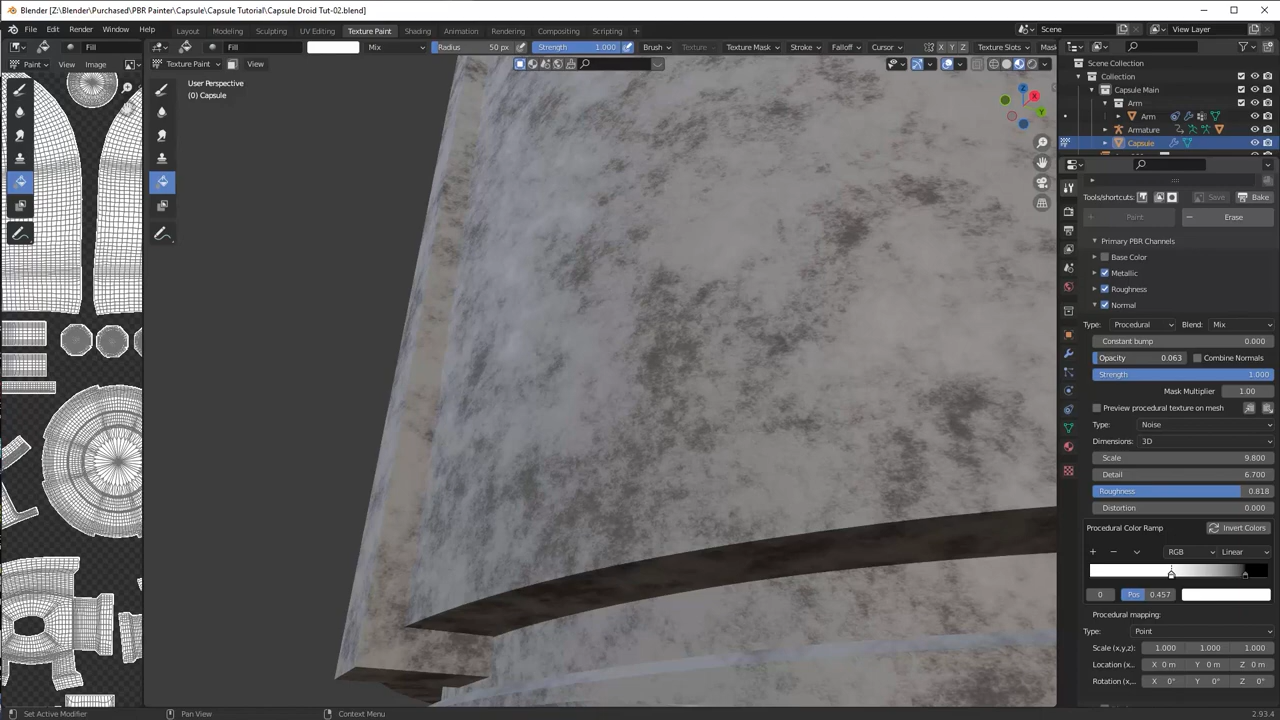 Blender [Z:\Blender\Purchased\PBR Painter\Capsule\Capsule Tutorial\Capsule Droid Tut-02.blend]
File Edit Render Window Help Layout Modeling Sculpting UV Editing Texture Paint Shading Animation Rendering Compositing Geometry Nodes Scripting + Scene View Layer
Fill Fill Mix Radius 50 px Strength 1.000 Brush Texture Texture Mask Stroke Falloff Cursor X Y Z Texture Slots Mask
Paint View Image Texture Paint View
Scene Collection
Collection
Capsule Main
Arm
Arm
Armature
Capsule
User Perspective
(0) Capsule
Tools/shortcuts: Save Bake
Paint Erase
Primary PBR Channels
Base Color
Metallic
Roughness
Normal
Type: Procedural Blend: Mix
Constant bump 0.000
Opacity 0.063 Combine Normals
Strength 1.000
Mask Multiplier 1.00
Preview procedural texture on mesh
Type: Noise
Dimensions: 3D
Scale 9.800
Detail 6.700
Roughness 0.818
Distortion 0.000
Procedural Color Ramp Invert Colors
RGB Linear
0 Pos 0.457
Procedural mapping:
Type: Point
Scale (x,y,z): 1.000 1.000 1.000
Location (x... X 0 m Y 0 m Z 0 m
Rotation (x,... X 0° Y 0° Z 0°
Set Active Modifier Pan View Context Menu 2.93.4